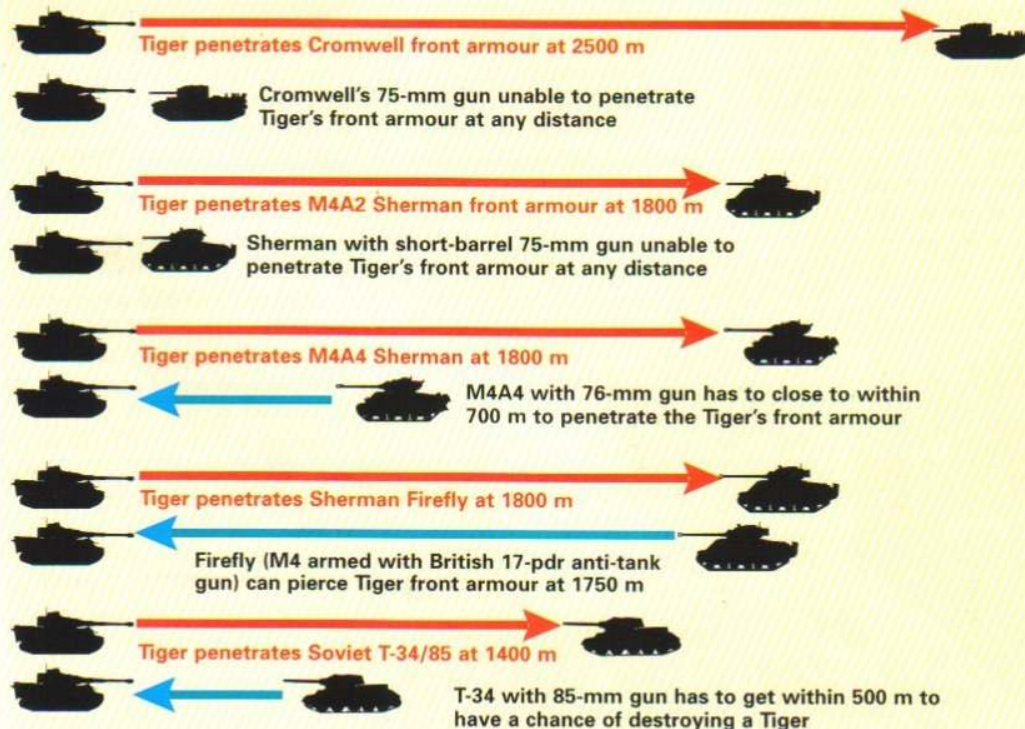 Tiger penetrates Cromwell front armour at 2500 m
Cromwell's 75-mm gun unable to penetrate
Tiger's front armour at any distance
Tiger penetrates M4A2 Sherman front armour at 1800 m
Sherman with short-barrel 75-mm gun unable to
penetrate Tiger's front armour at any distance
Tiger penetrates M4A4 Sherman at 1800 m
M4A4 with 76-mm gun has to close to within
700 m to penetrate the Tiger's front armour
Tiger penetrates Sherman Firefly at 1800 m
Firefly (M4 armed with British 17-pdr anti-tank
gun) can pierce Tiger front armour at 1750 m
Tiger penetrates Soviet T-34/85 at 1400 m
T-34 with 85-mm gun has to get within 500 m to
have a chance of destroying a Tiger